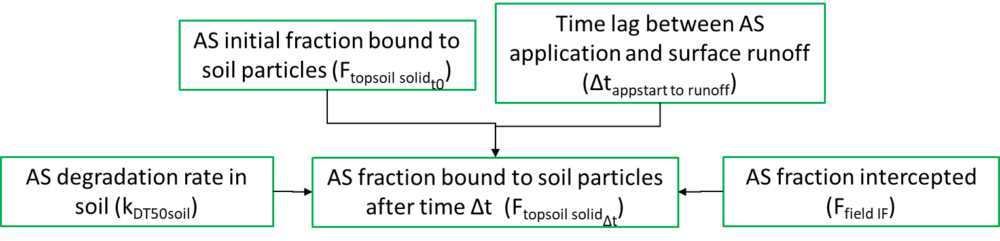 AS initial fraction bound to
soil particles (Ftopsoil solidt0)
Time lag between AS
application and surface runoff
(Δtappstart to runoff)
AS degradation rate in
soil (kDT50soil)
AS fraction bound to soil particles
after time Δt (Ftopsoil solidΔt)
AS fraction intercepted
(Ffield IF)